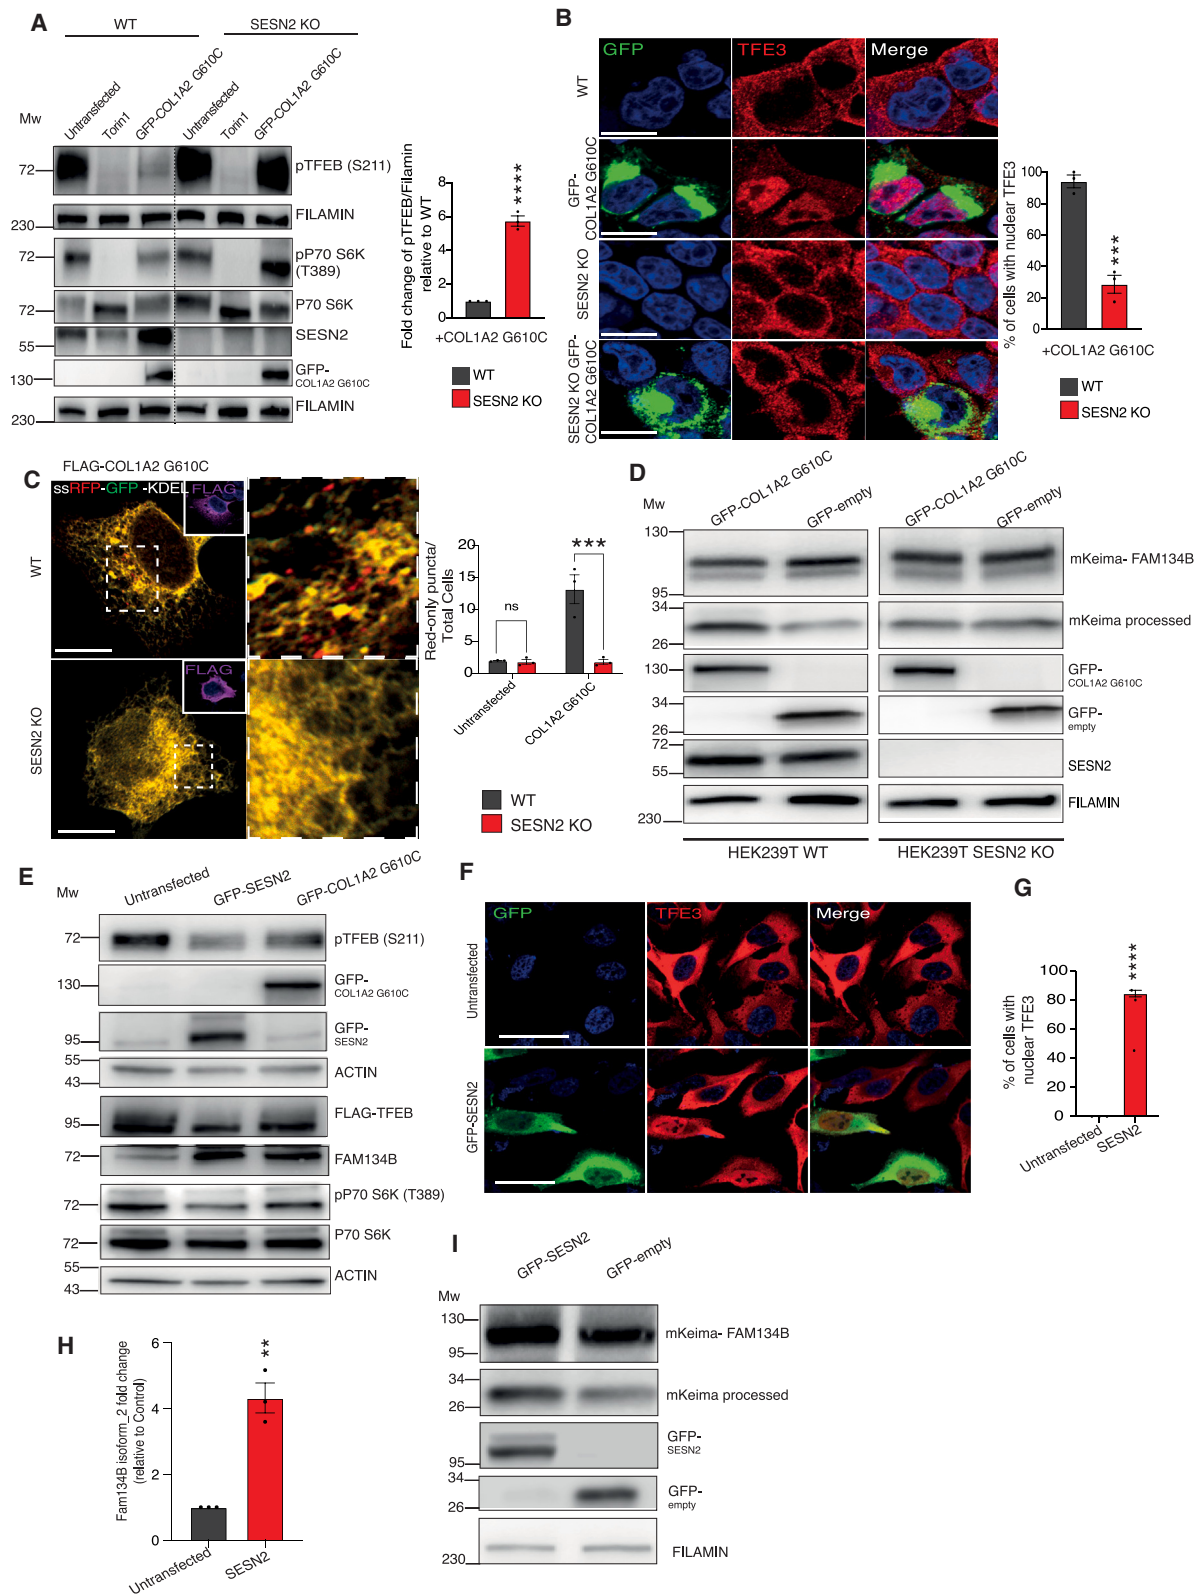 A
WT
SESN2 KO
Mw
Untransfected
Torin1
GFP-COL1A2 G610C
Untransfected
Torin1
GFP-COL1A2 G610C
72
pTFEB (S211)
230
FILAMIN
72
pP70 S6K
(T389)
72
P70 S6K
55
SESN2
130
GFP-
COL1A2 G610C
230
FILAMIN
Fold change of pTFEB/Filamin
relative to WT
8
6
4
2
0
****
+COL1A2 G610C
WT
SESN2 KO
B
GFP
TFE3
Merge
WT
GFP-
COL1A2 G610C
SESN2 KO
SESN2 KO GFP-
COL1A2 G610C
% of cells with nuclear TFE3
100
80
60
40
20
0
***
+COL1A2 G610C
WT
SESN2 KO
C
FLAG-COL1A2 G610C
ssRFP-GFP -KDEL
FLAG
WT
FLAG
SESN2 KO
Red-only puncta/
Total Cells
20
15
10
5
0
ns
***
Untransfected
COL1A2 G610C
WT
SESN2 KO
D
Mw
GFP-COL1A2 G610C
GFP-empty
GFP-COL1A2 G610C
GFP-empty
130
95
mKeima- FAM134B
34
26
mKeima processed
130
GFP-
COL1A2 G610C
34
26
GFP-
empty
72
55
SESN2
230
FILAMIN
HEK239T WT
HEK239T SESN2 KO
E
Mw
Untransfected
GFP-SESN2
GFP-COL1A2 G610C
72
pTFEB (S211)
130
GFP-
COL1A2 G610C
95
GFP-
SESN2
55
43
ACTIN
95
FLAG-TFEB
72
FAM134B
72
pP70 S6K (T389)
72
P70 S6K
55
43
ACTIN
F
GFP
TFE3
Merge
Untransfected
GFP-SESN2
G
% of cells with
nuclear TFE3
100
80
60
40
20
0
****
Untransfected
SESN2
H
Fam134B isoform_2 fold change
(relative to Control)
6
4
2
0
**
Untransfected
SESN2
I
Mw
GFP-SESN2
GFP-empty
130
95
mKeima- FAM134B
34
26
mKeima processed
95
GFP-
SESN2
34
26
GFP-
empty
230
FILAMIN